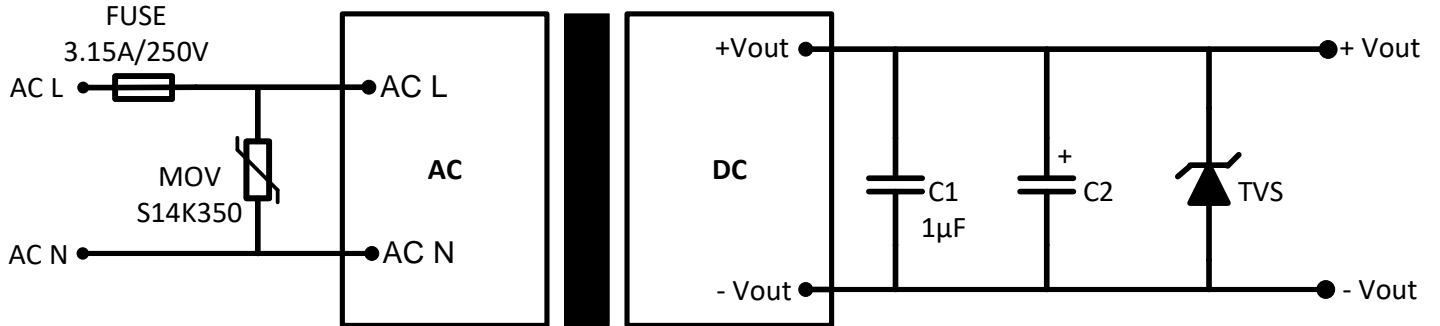 FUSE
3.15A/250V
AC L
AC L
+Vout
+ Vout
MOV
S14K350
AC
DC
+
C1
1µF
C2
TVS
AC N
AC N
- Vout
- Vout